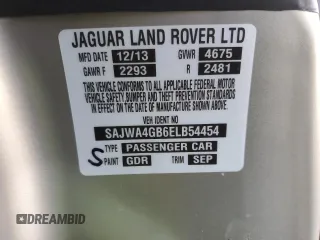 JAGUAR LAND ROVER LTD
MFD DATE 12/13 GVWR 4675
GAWR F 2293 R 2481
THIS VEHICLE CONFORMS TO ALL APPLICABLE FEDERAL MOTOR
VEHICLE SAFETY, BUMPER, AND THEFT PREVENTION STANDARDS
IN EFFECT ON THE DATE OF MANUFACTURE SHOWN ABOVE.
VEH IDENT NO
SAJWA4GB6ELB54454
TYPE PASSENGER CAR
S PAINT GDR TRIM SEP
DREAMBID